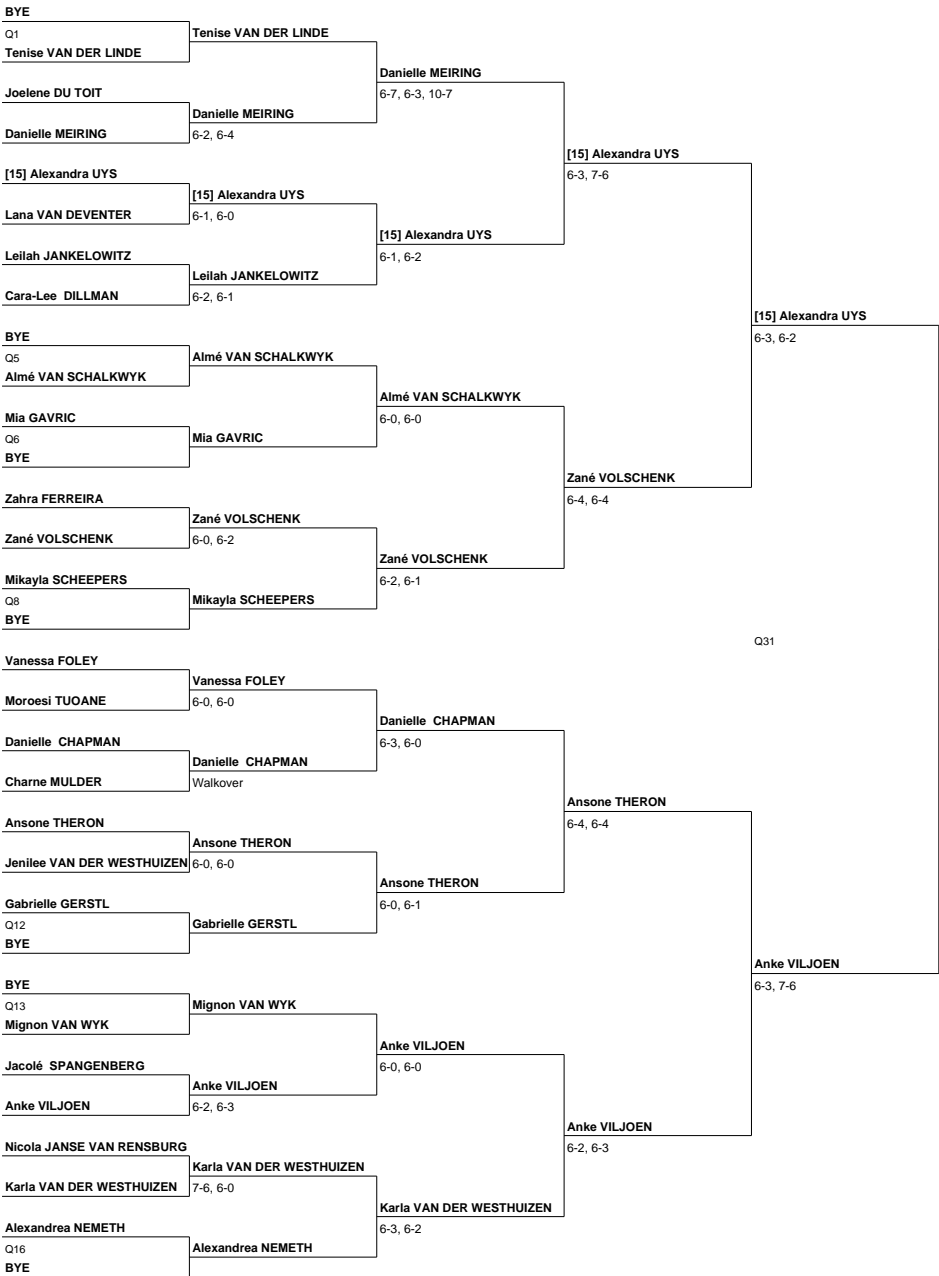 BYE
Q1
Tenise VAN DER LINDE
Tenise VAN DER LINDE
Danielle MEIRING
Joelene DU TOIT
6-7, 6-3, 10-7
Danielle MEIRING
Danielle MEIRING
6-2, 6-4
[15] Alexandra UYS
[15] Alexandra UYS
6-3, 7-6
[15] Alexandra UYS
Lana VAN DEVENTER
6-1, 6-0
[15] Alexandra UYS
Leilah JANKELOWITZ
6-1, 6-2
Leilah JANKELOWITZ
Cara-Lee DILLMAN
6-2, 6-1
[15] Alexandra UYS
BYE
6-3, 6-2
Q5
Almé VAN SCHALKWYK
Almé VAN SCHALKWYK
Almé VAN SCHALKWYK
Mia GAVRIC
6-0, 6-0
Q6
Mia GAVRIC
BYE
Zané VOLSCHENK
Zahra FERREIRA
6-4, 6-4
Zané VOLSCHENK
Zané VOLSCHENK
6-0, 6-2
Zané VOLSCHENK
Mikayla SCHEEPERS
6-2, 6-1
Q8
Mikayla SCHEEPERS
BYE
Q31
Vanessa FOLEY
Vanessa FOLEY
Moroesi TUOANE
6-0, 6-0
Danielle CHAPMAN
Danielle CHAPMAN
6-3, 6-0
Danielle CHAPMAN
Charne MULDER
Walkover
Ansone THERON
Ansone THERON
6-4, 6-4
Ansone THERON
Jenilee VAN DER WESTHUIZEN
6-0, 6-0
Ansone THERON
Gabrielle GERSTL
6-0, 6-1
Q12
Gabrielle GERSTL
BYE
Anke VILJOEN
BYE
6-3, 7-6
Q13
Mignon VAN WYK
Mignon VAN WYK
Anke VILJOEN
Jacolé SPANGENBERG
6-0, 6-0
Anke VILJOEN
Anke VILJOEN
6-2, 6-3
Anke VILJOEN
Nicola JANSE VAN RENSBURG
6-2, 6-3
Karla VAN DER WESTHUIZEN
Karla VAN DER WESTHUIZEN
7-6, 6-0
Karla VAN DER WESTHUIZEN
Alexandrea NEMETH
6-3, 6-2
Q16
Alexandrea NEMETH
BYE